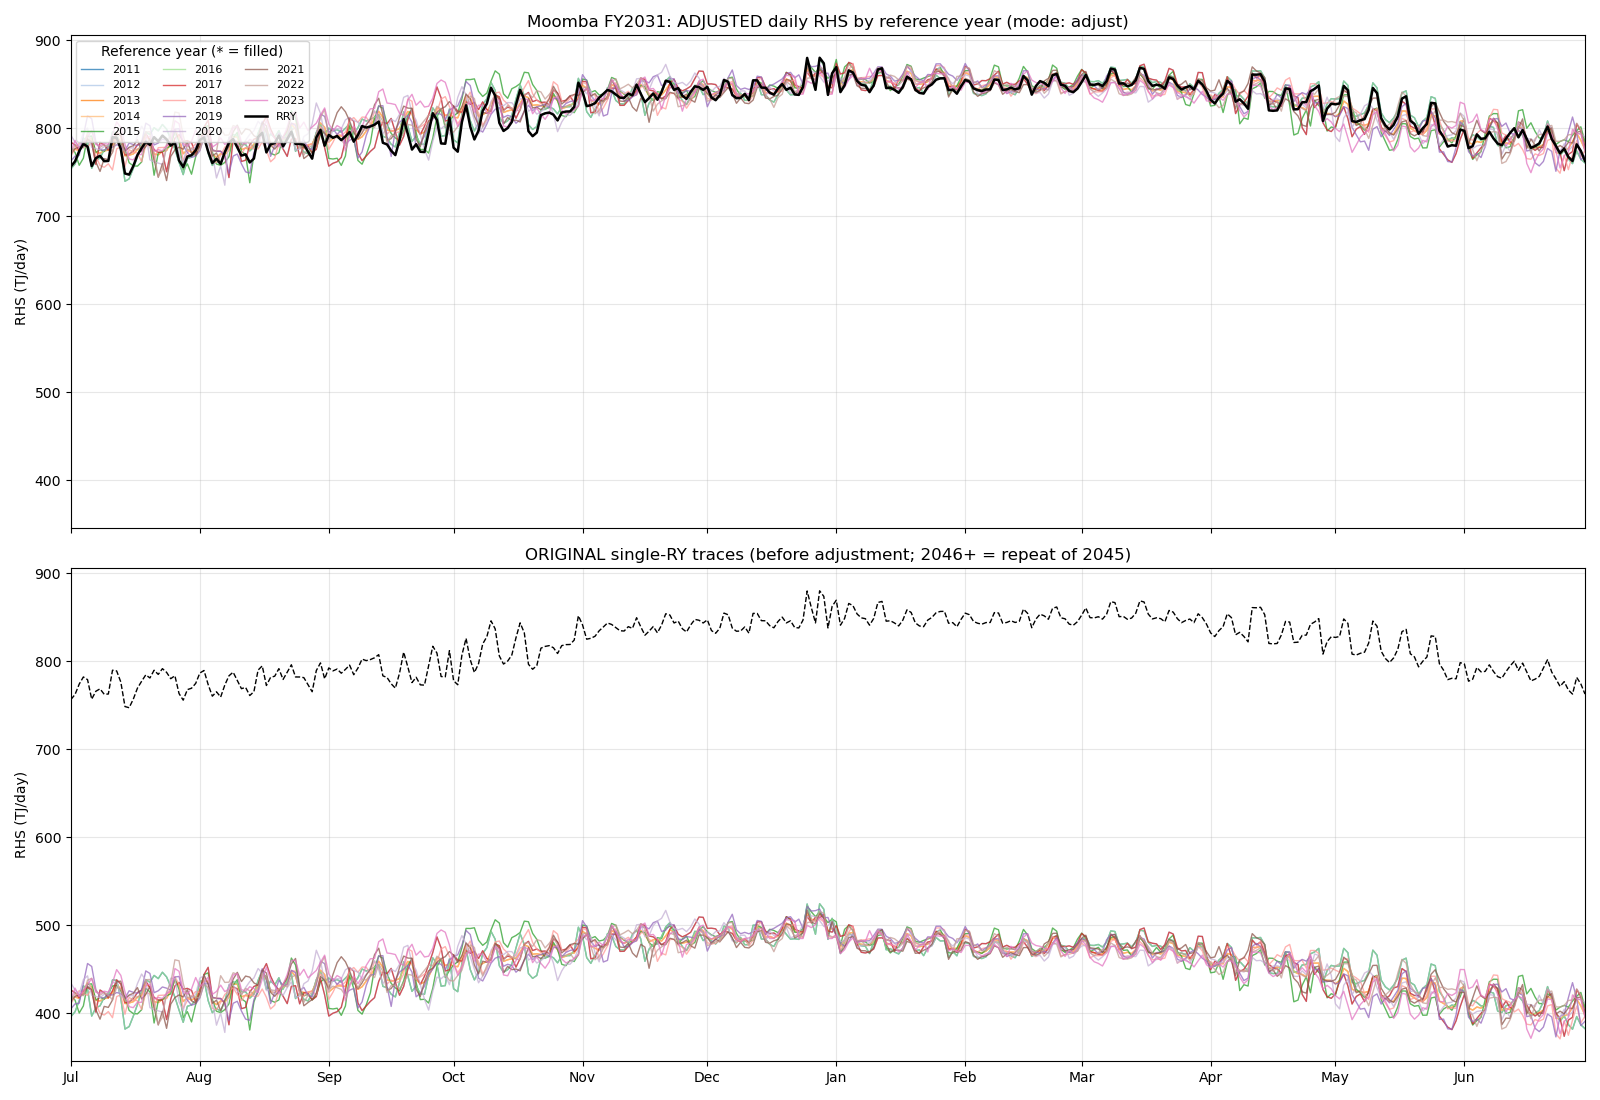 Moomba FY2031: ADJUSTED daily RHS by reference year (mode: adjust)
900
800
700
600
500
400
RHS (TJ/day)
Reference year (* = filled)
2011 2016 2021
2012 2017 2022
2013 2018 2023
2014 2019 RRY
2015 2020
ORIGINAL single-RY traces (before adjustment; 2046+ = repeat of 2045)
900
800
700
600
500
400
RHS (TJ/day)
Jul Aug Sep Oct Nov Dec Jan Feb Mar Apr May Jun